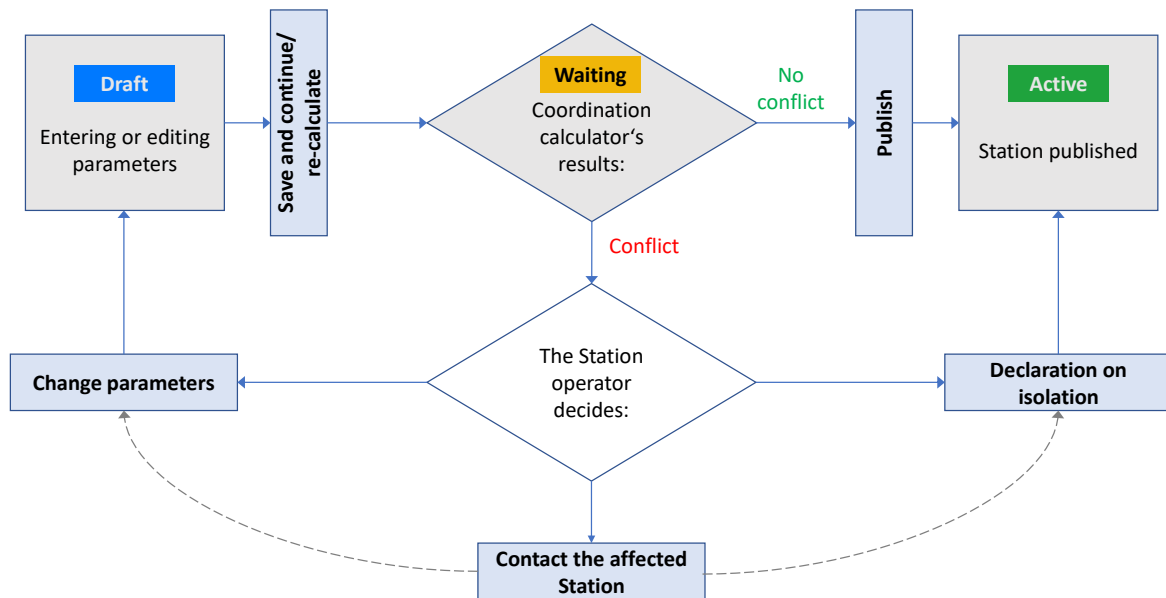 Draft
Entering or editing
parameters
Save and continue/
re-calculate
Waiting
Coordination
calculator‘s
results:
No
conflict
Publish
Active
Station published
Conflict
Change parameters
The Station
operator
decides:
Declaration on
isolation
Contact the affected
Station